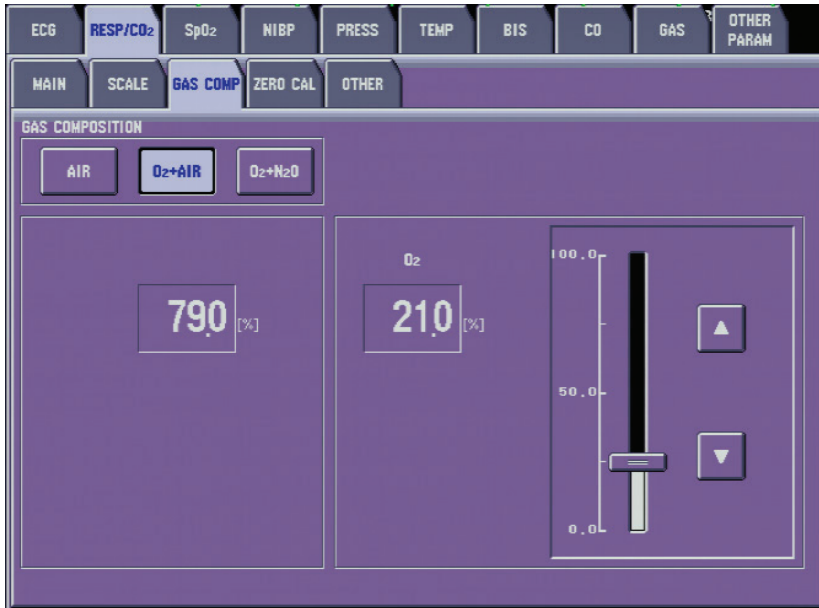 ECG RESP/CO2 SpO2 NIBP PRESS TEMP BIS CO GAS OTHER PARAM
MAIN SCALE GAS COMP ZERO CAL OTHER
GAS COMPOSITION
AIR O2+AIR O2+N2O
O2
79.0 [%] 21.0 [%]
100.0
50.0
0.0